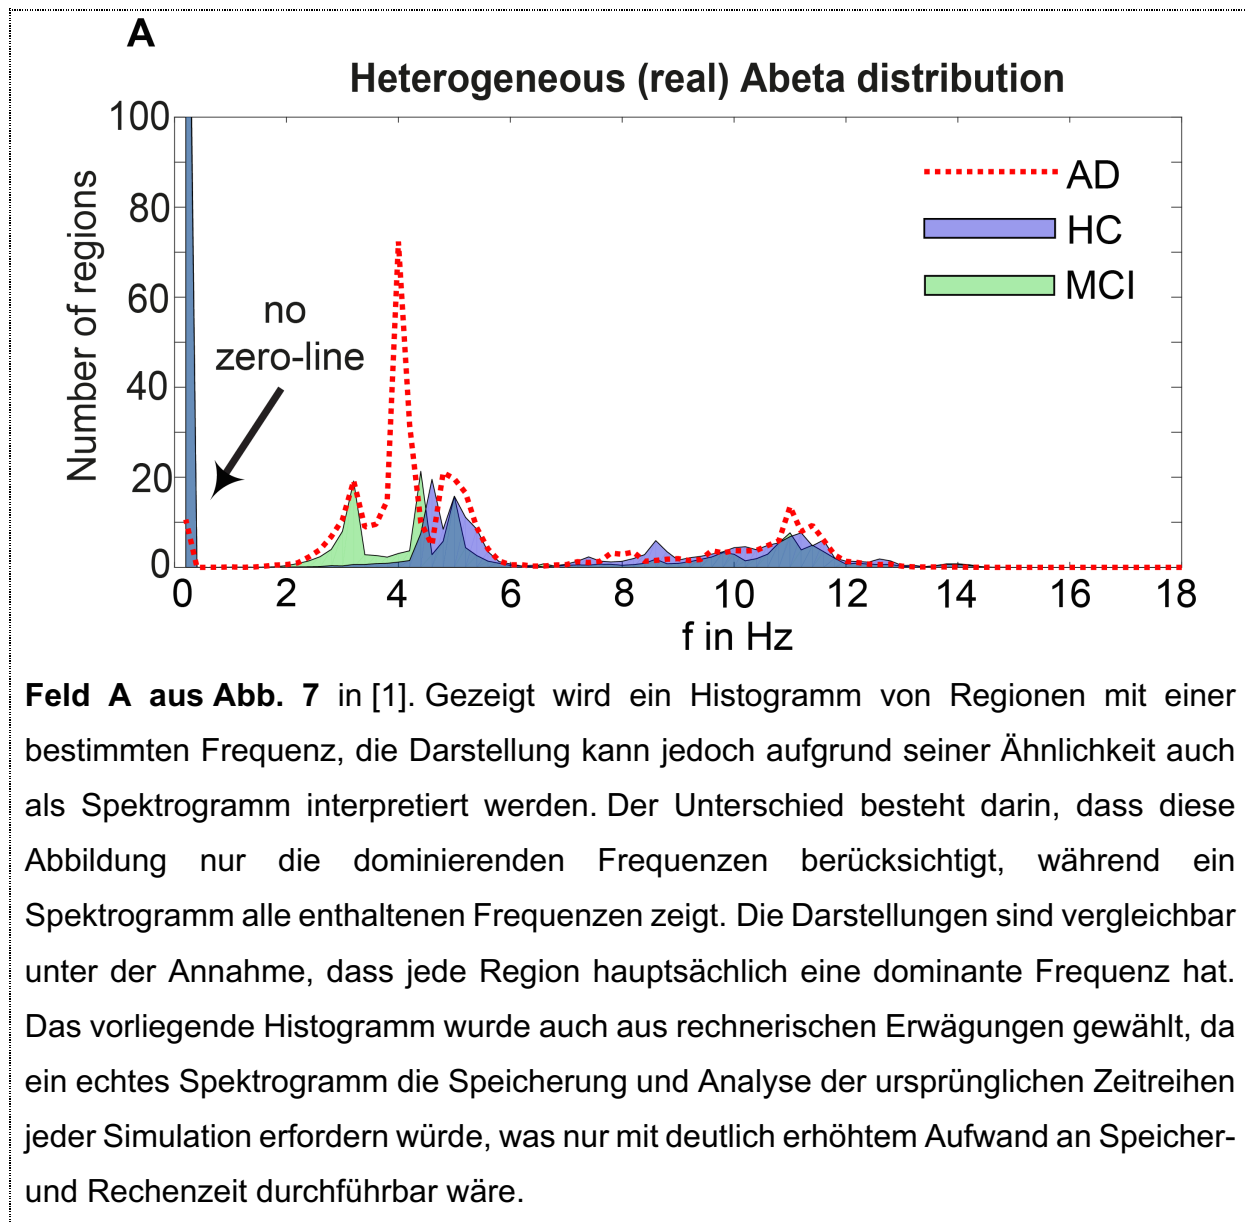 A
Heterogeneous (real) Abeta distribution
100
80
60
40
20
0
Number of regions
no
zero-line
AD
HC
MCI
0 2 4 6 8 10 12 14 16 18
f in Hz
Feld A aus Abb. 7 in [1]. Gezeigt wird ein Histogramm von Regionen mit einer
bestimmten Frequenz, die Darstellung kann jedoch aufgrund seiner Ähnlichkeit auch
als Spektrogramm interpretiert werden. Der Unterschied besteht darin, dass diese
Abbildung nur die dominierenden Frequenzen berücksichtigt, während ein
Spektrogramm alle enthaltenen Frequenzen zeigt. Die Darstellungen sind vergleichbar
unter der Annahme, dass jede Region hauptsächlich eine dominante Frequenz hat.
Das vorliegende Histogramm wurde auch aus rechnerischen Erwägungen gewählt, da
ein echtes Spektrogramm die Speicherung und Analyse der ursprünglichen Zeitreihen
jeder Simulation erfordern würde, was nur mit deutlich erhöhtem Aufwand an Speicher-
und Rechenzeit durchführbar wäre.